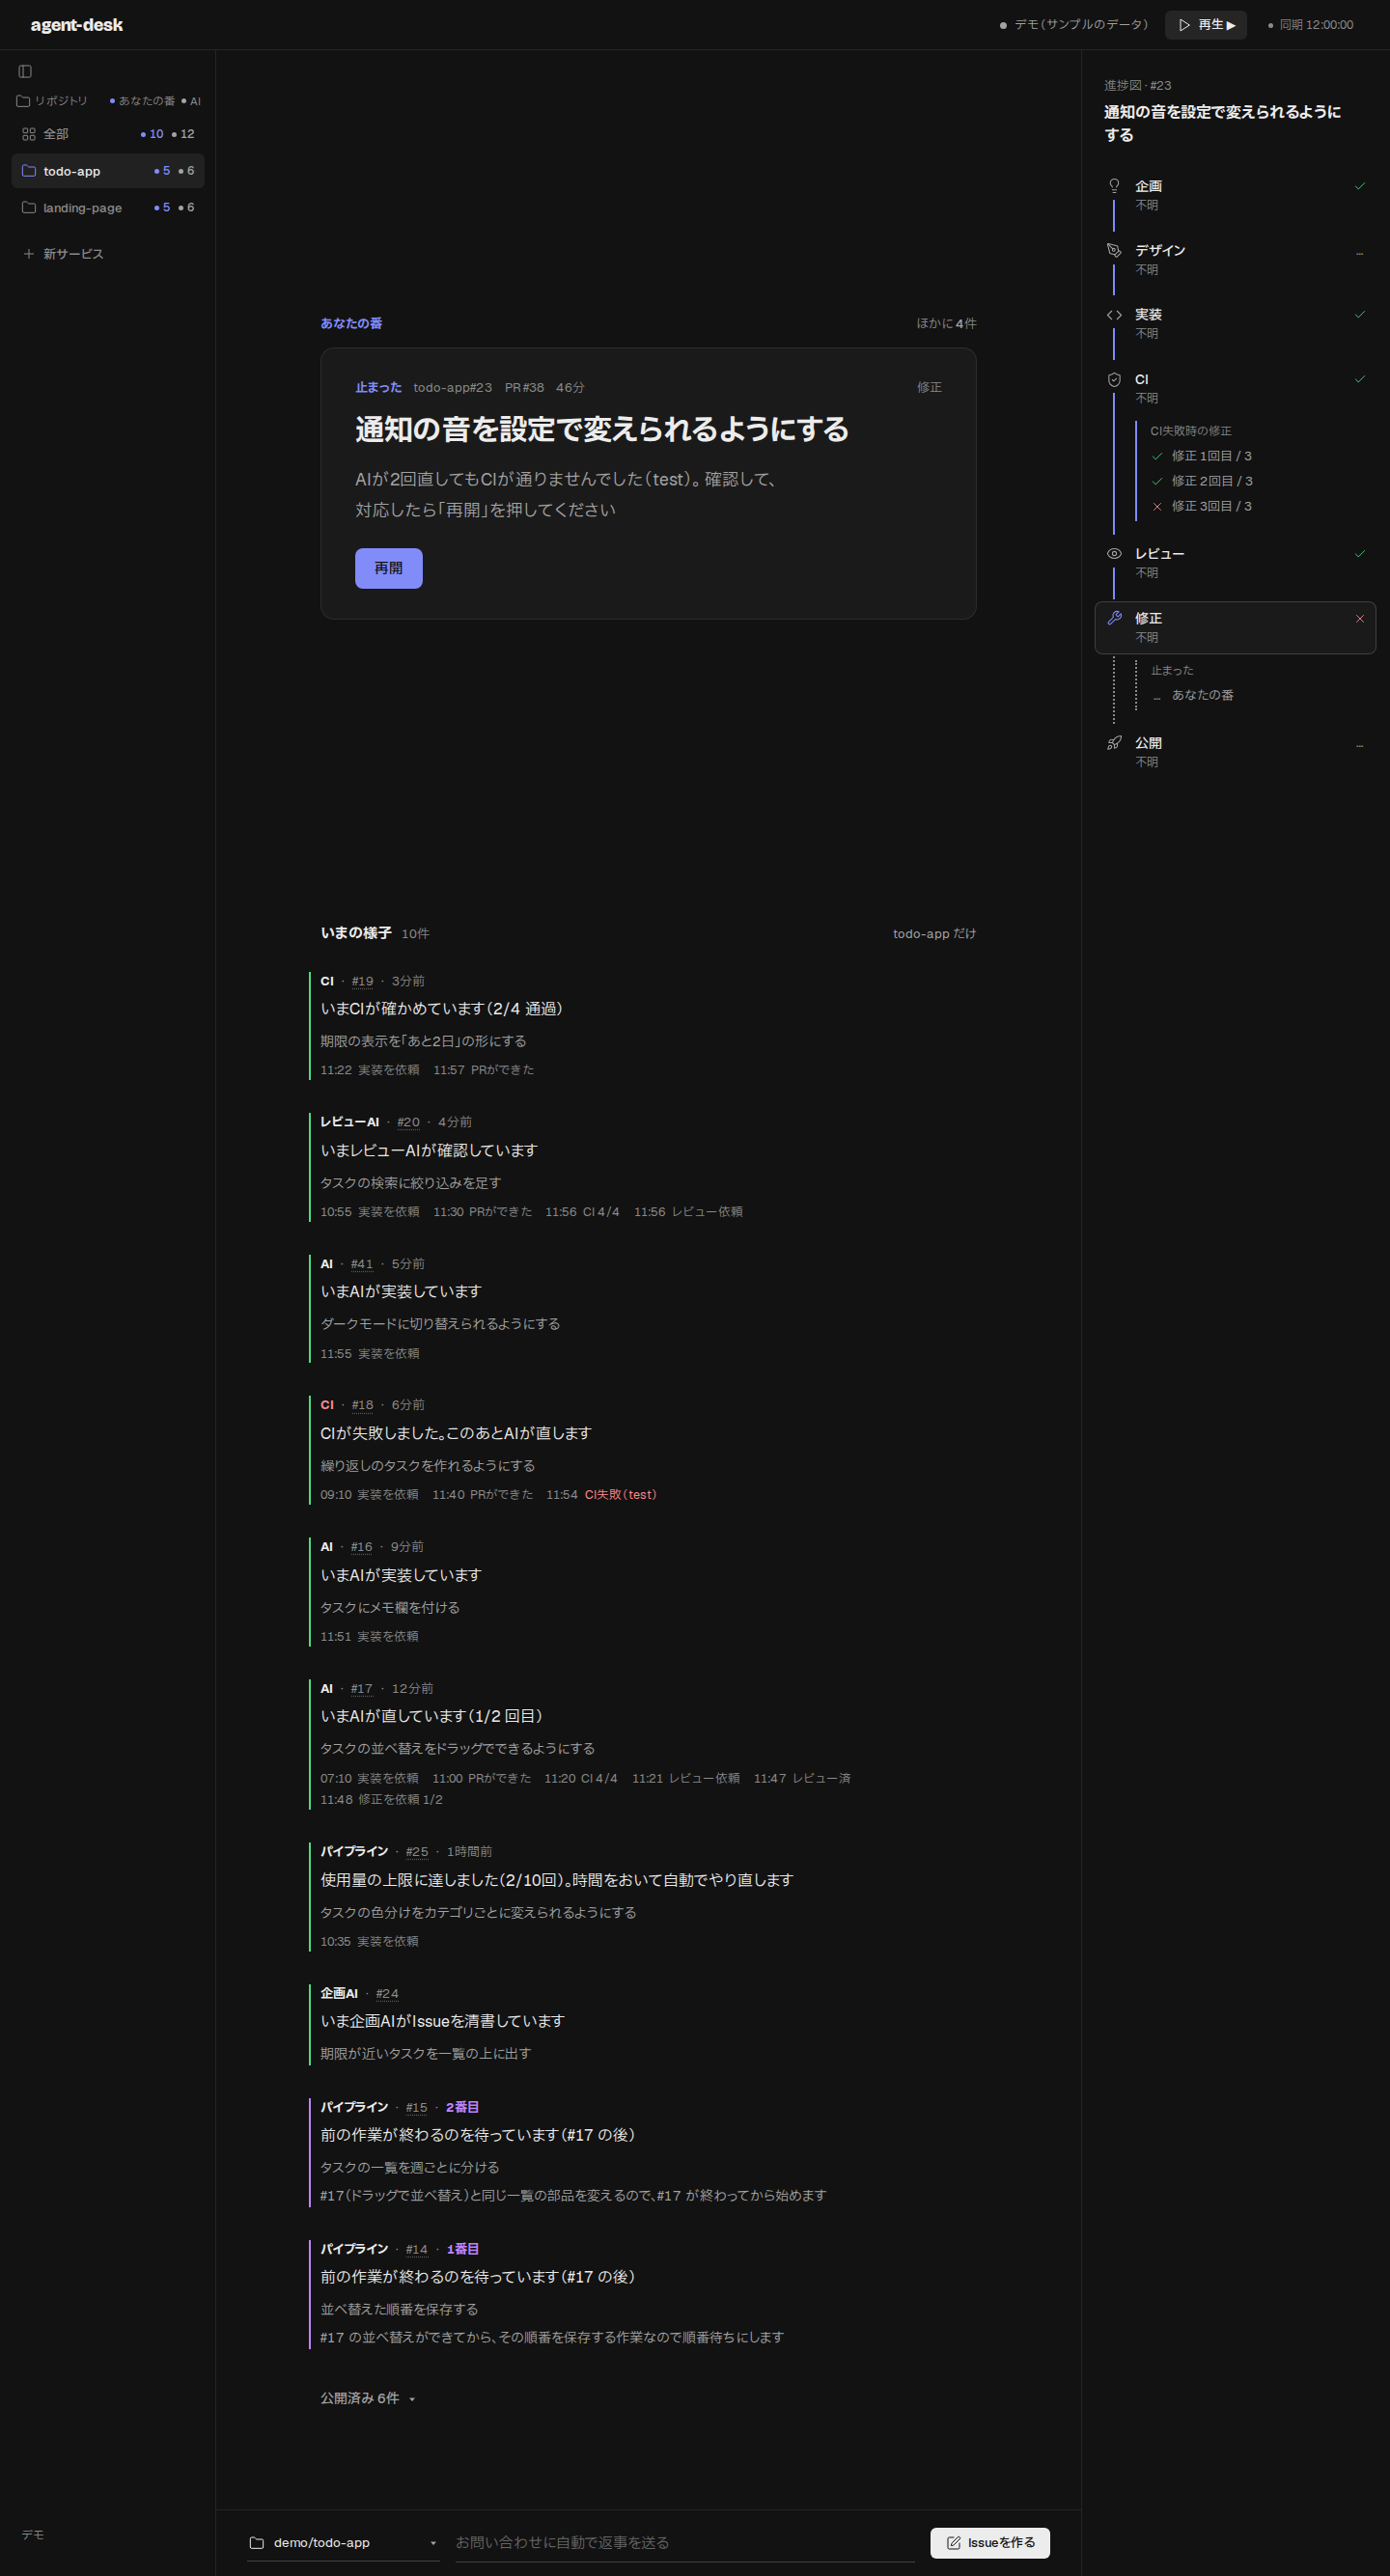 agent-desk
デモ（サンプルのデータ）
再生 ▶
同期 12:00:00
リポジトリ
あなたの番 AI
全部 10 12
todo-app 5 6
landing-page 5 6
新サービス
デモ
あなたの番
ほかに 4件
止まった todo-app#23 PR #38 46分 修正
通知の音を設定で変えられるようにする
AIが2回直してもCIが通りませんでした（test）。確認して、
対応したら「再開」を押してください
再開
いまの様子 10件
todo-app だけ
CI · #19 · 3分前
いまCIが確かめています（2/4 通過）
期限の表示を「あと2日」の形にする
11:22 実装を依頼 11:57 PRができた
レビューAI · #20 · 4分前
いまレビューAIが確認しています
タスクの検索に絞り込みを足す
10:55 実装を依頼 11:30 PRができた 11:56 CI 4/4 11:56 レビュー依頼
AI · #41 · 5分前
いまAIが実装しています
ダークモードに切り替えられるようにする
11:55 実装を依頼
CI · #18 · 6分前
CIが失敗しました。このあとAIが直します
繰り返しのタスクを作れるようにする
09:10 実装を依頼 11:40 PRができた 11:54 CI失敗（test）
AI · #16 · 9分前
いまAIが実装しています
タスクにメモ欄を付ける
11:51 実装を依頼
AI · #17 · 12分前
いまAIが直しています（1/2 回目）
タスクの並べ替えをドラッグでできるようにする
07:10 実装を依頼 11:00 PRができた 11:20 CI 4/4 11:21 レビュー依頼 11:47 レビュー済
11:48 修正を依頼 1/2
パイプライン · #25 · 1時間前
使用量の上限に達しました（2/10回）。時間をおいて自動でやり直します
タスクの色分けをカテゴリごとに変えられるようにする
10:35 実装を依頼
企画AI · #24
いま企画AIがIssueを清書しています
期限が近いタスクを一覧の上に出す
パイプライン · #15 · 2番目
前の作業が終わるのを待っています（#17 の後）
タスクの一覧を週ごとに分ける
#17（ドラッグで並べ替え）と同じ一覧の部品を変えるので、#17 が終わってから始めます
パイプライン · #14 · 1番目
前の作業が終わるのを待っています（#17 の後）
並べ替えた順番を保存する
#17 の並べ替えができてから、その順番を保存する作業なので順番待ちにします
公開済み 6件
demo/todo-app
お問い合わせに自動で返事を送る
Issueを作る
進捗図 · #23
通知の音を設定で変えられるように
する
企画
不明
デザイン …
不明
実装
不明
CI
不明
CI失敗時の修正
修正 1回目 / 3
修正 2回目 / 3
修正 3回目 / 3
レビュー
不明
修正
不明
止まった
… あなたの番
公開 …
不明